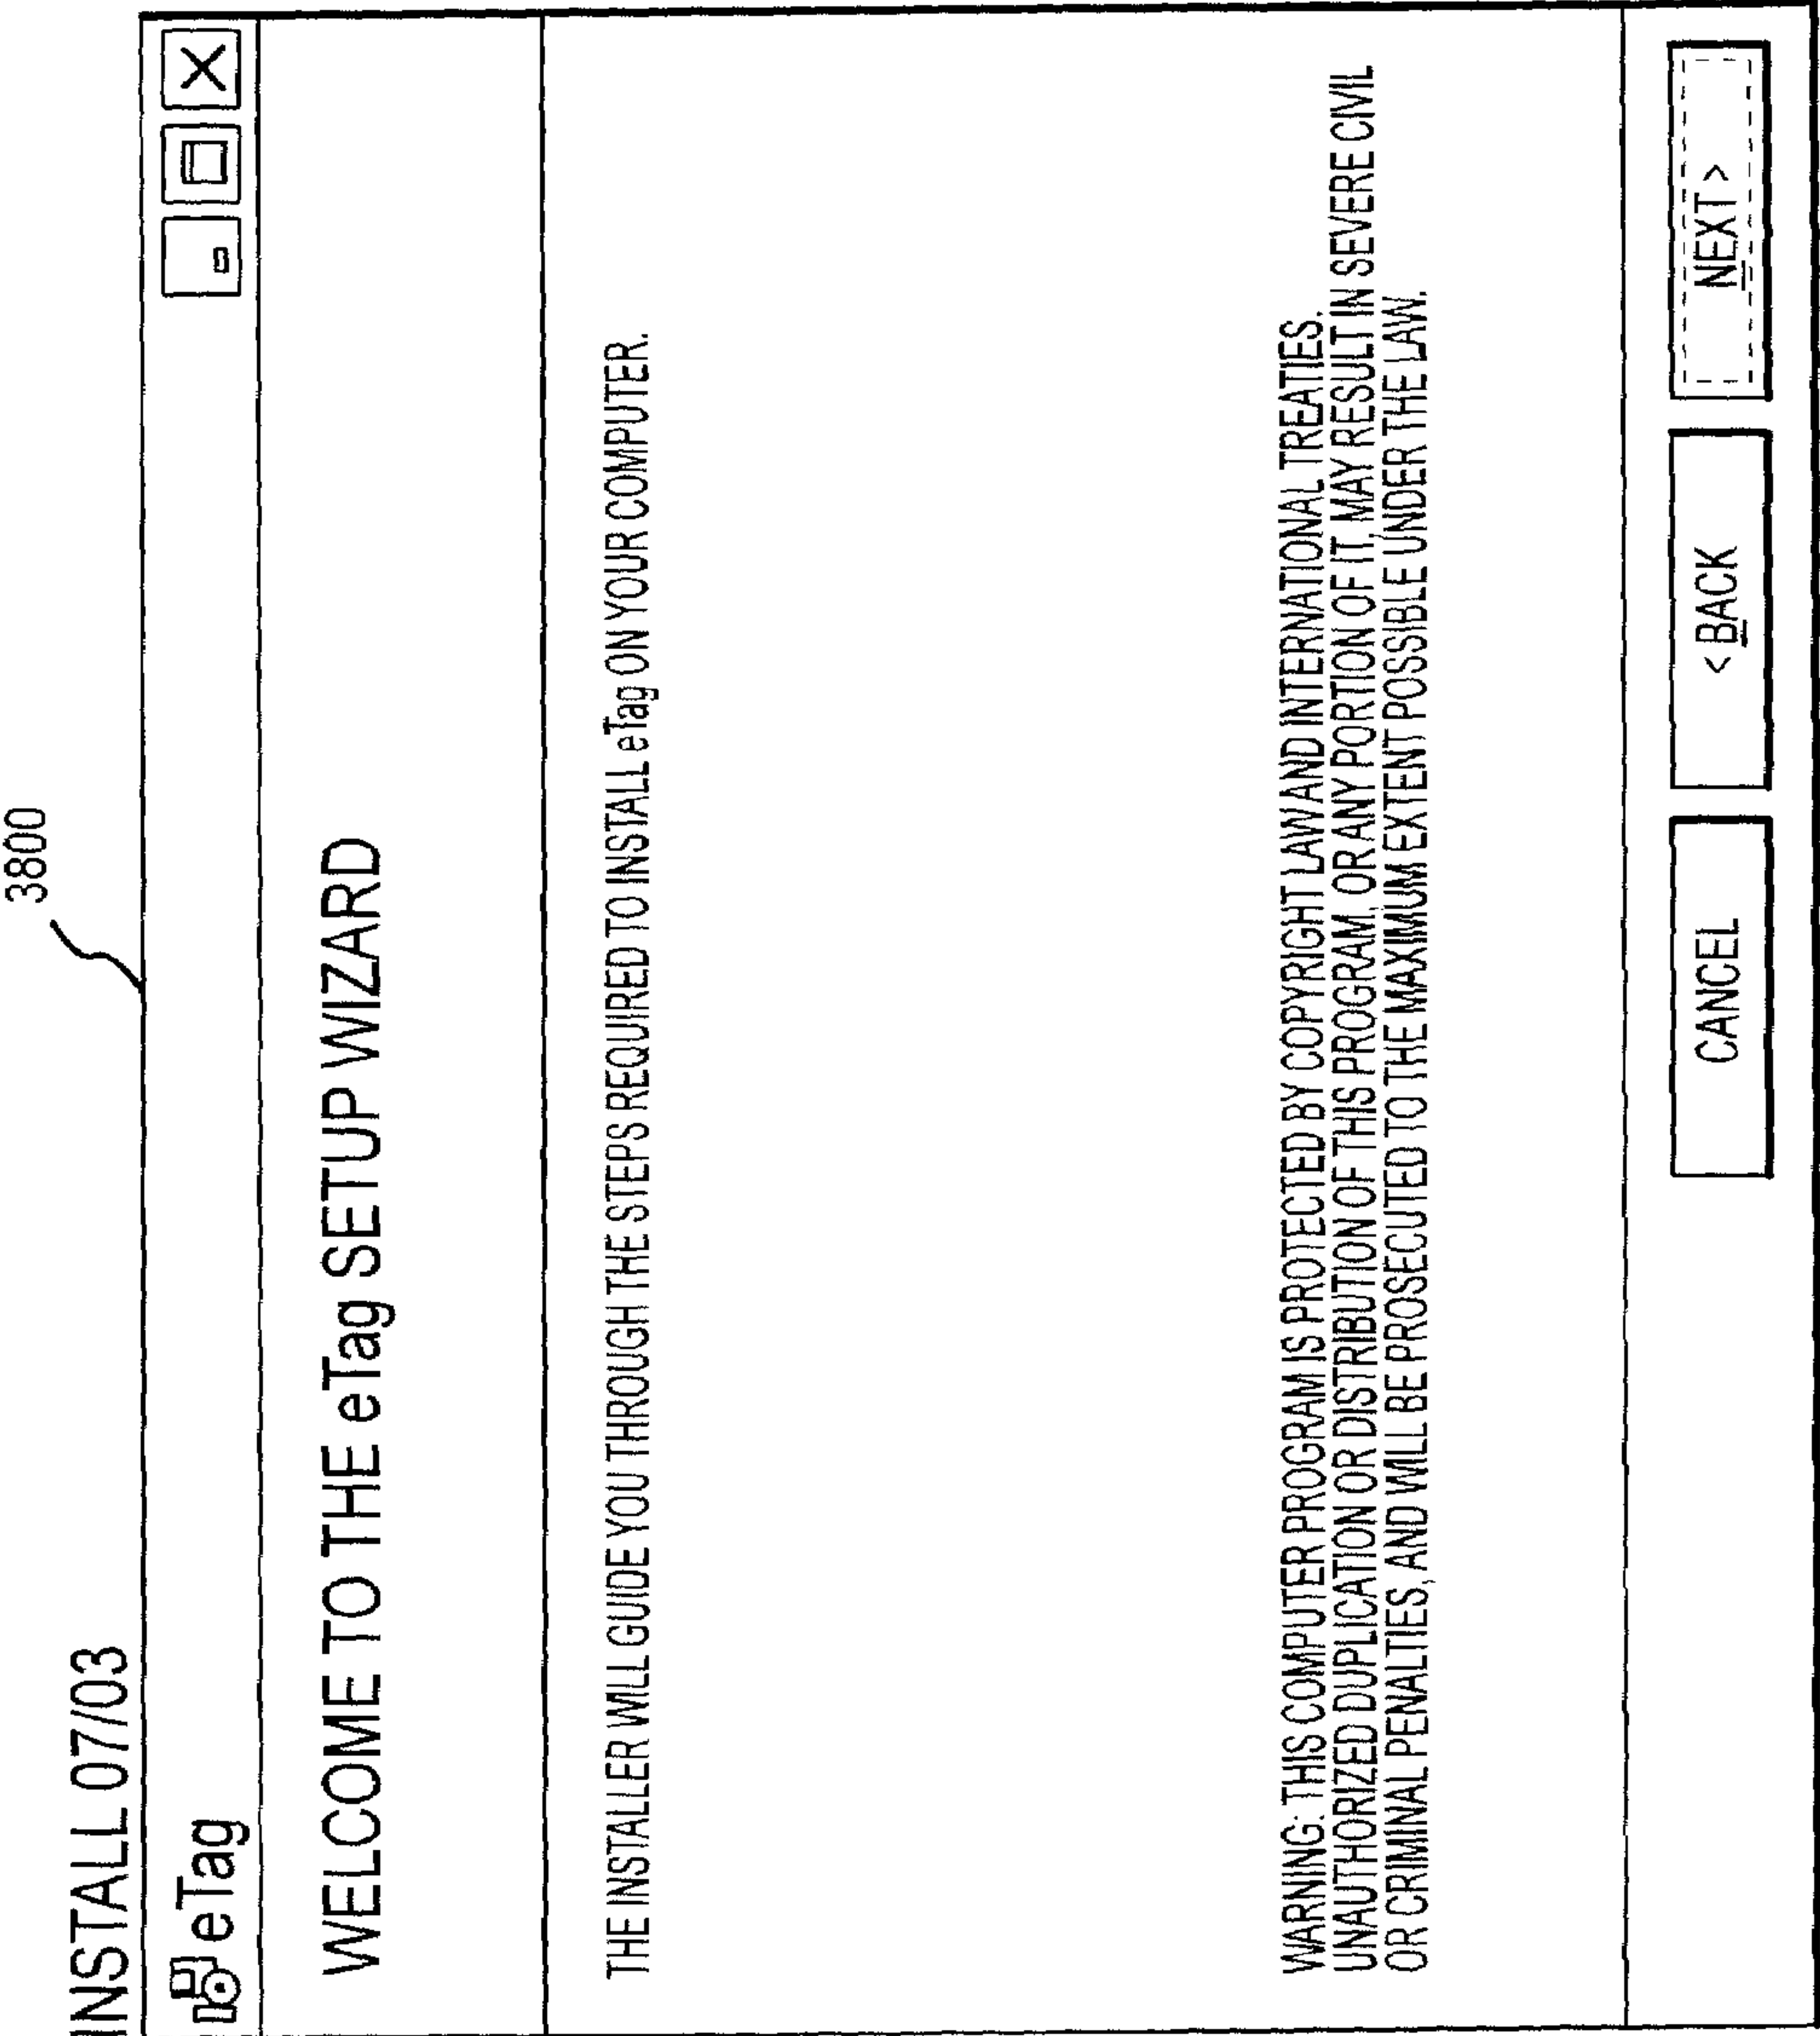 3800
INSTALL 07/03
eTag
WELCOME TO THE eTag SETUP WIZARD
THE INSTALLER WILL GUIDE YOU THROUGH THE STEPS REQUIRED TO INSTALL eTag ON YOUR COMPUTER.
WARNING: THIS COMPUTER PROGRAM IS PROTECTED BY COPYRIGHT LAW AND INTERNATIONAL TREATIES.
UNAUTHORIZED DUPLICATION OR DISTRIBUTION OF THIS PROGRAM, OR ANY PORTION OF IT, MAY RESULT IN SEVERE CIVIL
OR CRIMINAL PENALTIES, AND WILL BE PROSECUTED TO THE MAXIMUM EXTENT POSSIBLE UNDER THE LAW.
CANCEL
< BACK
NEXT >